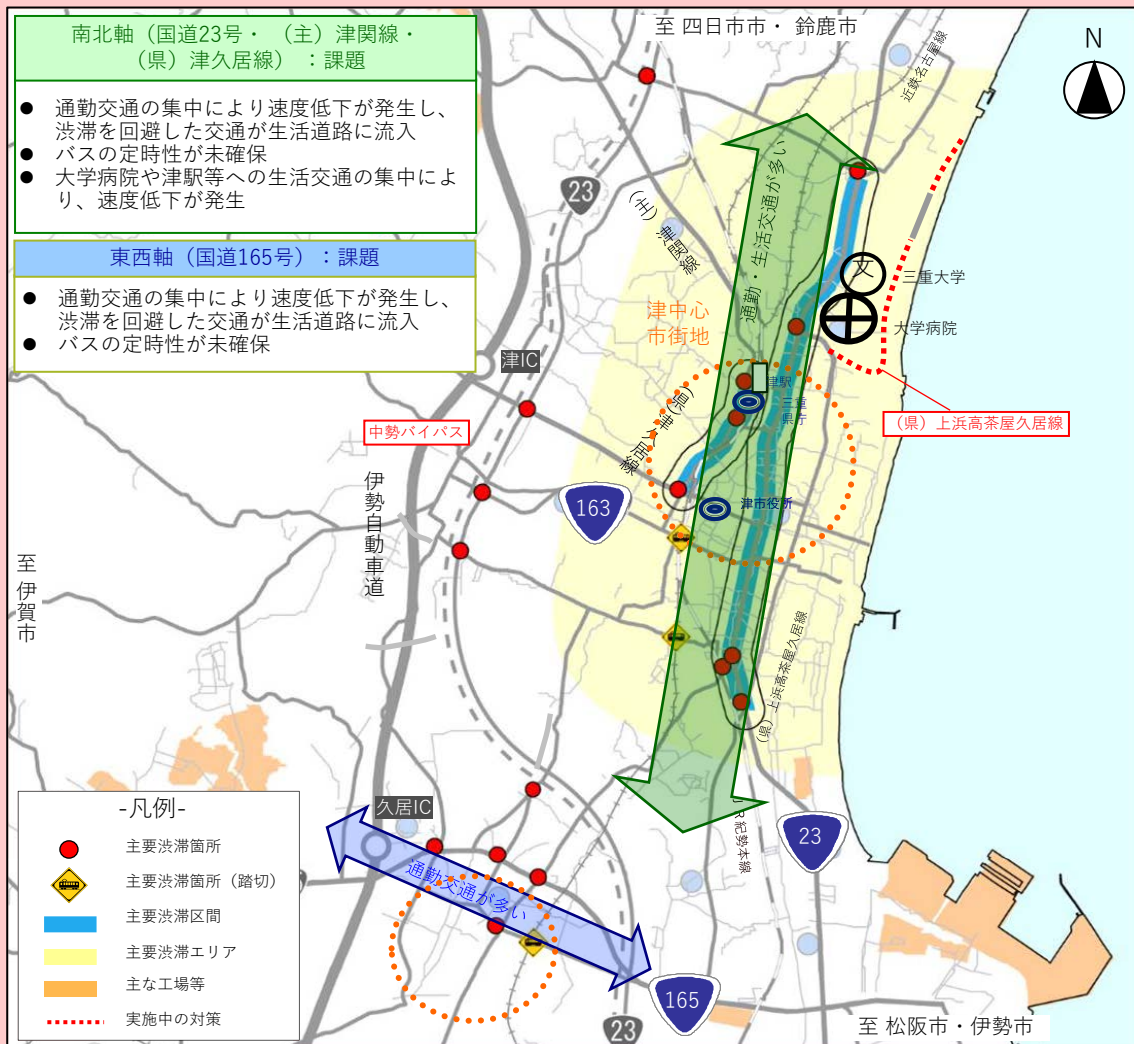 南北軸（国道23号・ （主）津関線・
（県）津久居線）：課題
● 通勤交通の集中により速度低下が発生し、
渋滞を回避した交通が生活道路に流入
● バスの定時性が未確保
● 大学病院や津駅等への生活交通の集中によ
り、速度低下が発生
東西軸（国道165号）：課題
● 通勤交通の集中により速度低下が発生し、
渋滞を回避した交通が生活道路に流入
● バスの定時性が未確保
至 四日市市・ 鈴鹿市
N
近鉄名古屋線
23
（主）津関線
通勤・生活交通が多い
文
三重大学
大学病院
津中心
市街地
津IC
津駅
三重
県庁
（県）津久居線
（県）上浜高茶屋久居線
中勢バイパス
163
津市役所
伊勢自動車道
至 伊賀市
（県）上浜高茶屋久居線
久居IC
通勤交通が多い
JR紀勢本線
23
165
23
至 松阪市・伊勢市
-凡例-
主要渋滞箇所
主要渋滞箇所（踏切）
主要渋滞区間
主要渋滞エリア
主な工場等
実施中の対策